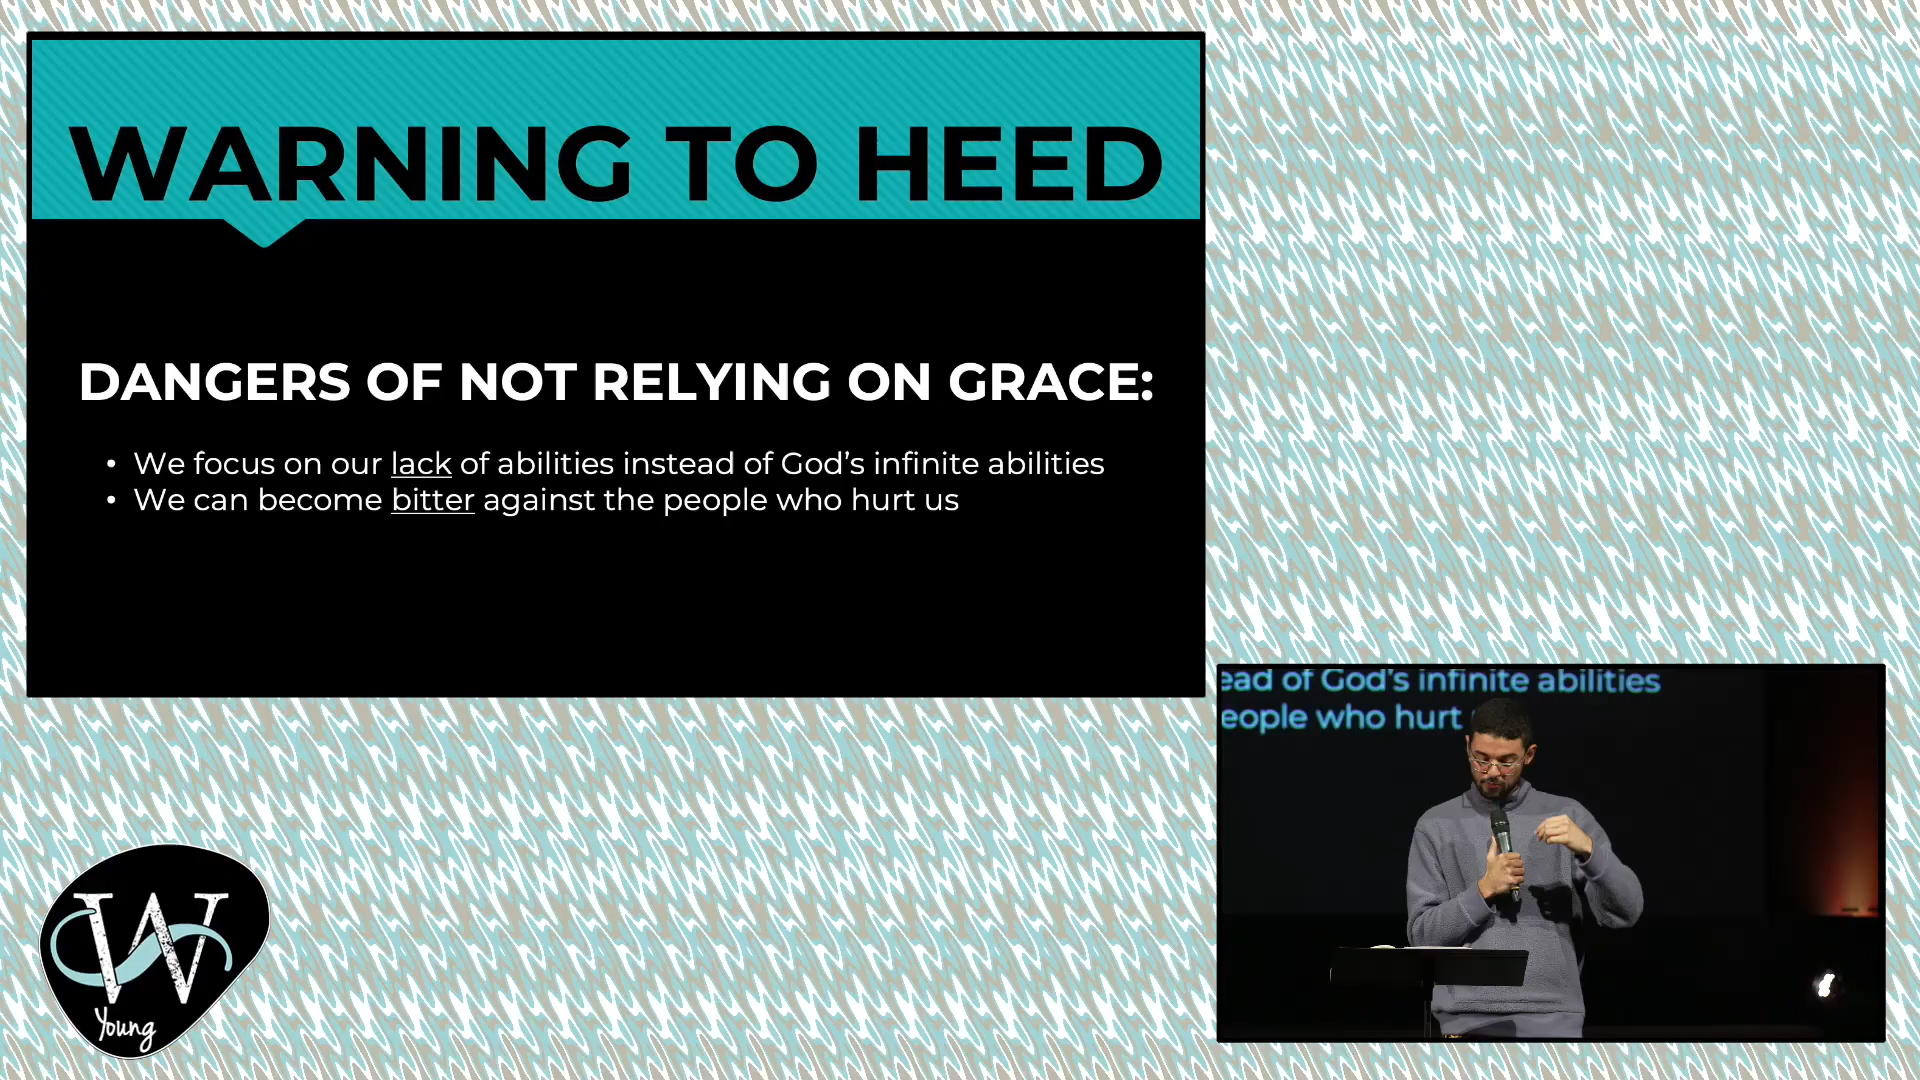 WARNING TO HEED
DANGERS OF NOT RELYING ON GRACE:
• We focus on our lack of abilities instead of God’s infinite abilities
• We can become bitter against the people who hurt us
ead of God’s infinite abilities
eople who hurt
W
Young